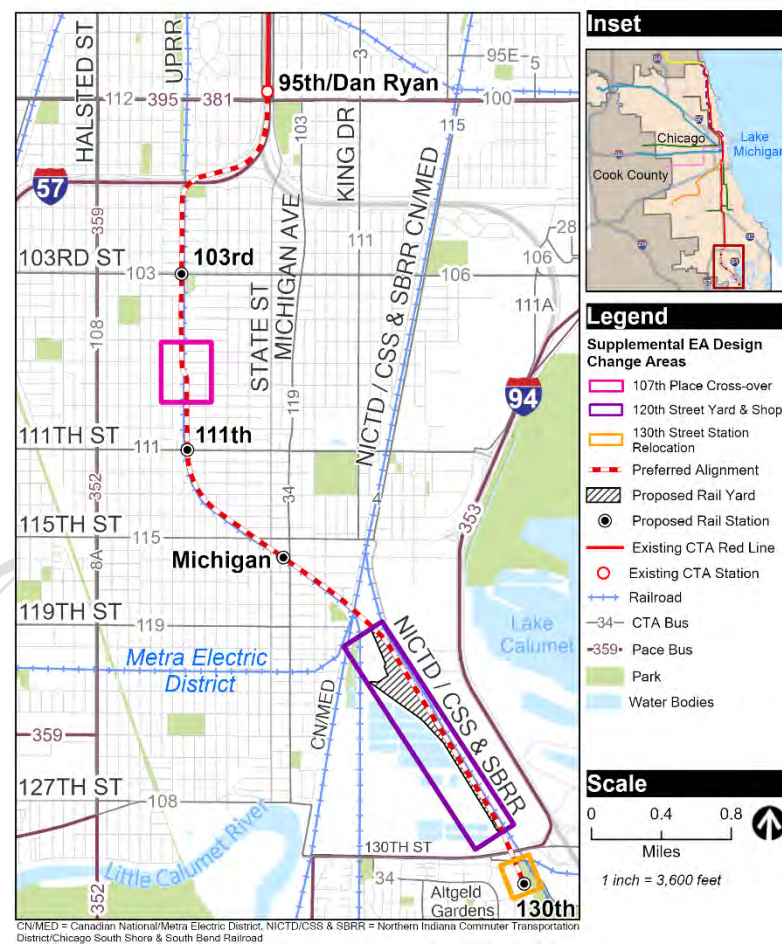 HALSTED ST
UPRR
95th/Dan Ryan
3
95E
5
112
395
381
103
100
115
KING DR
57
359
103RD ST
103
103rd
STATE ST
MICHIGAN AVE
111
106
28
106
111A
NICTD / CSS & SBRR CN/MED
108
119
94
111TH ST
111
111th
352
34
4
353
115TH ST
115
8A
Michigan
119TH ST
119
Lake
Calumet
Metra Electric
District
NICTD / CSS & SBRR
CN/MED
359
127TH ST
108
Little Calumet River
130TH ST
34
352
Altgeld
Gardens
130th
CN/MED = Canadian National/Metra Electric District, NICTD/CSS & SBRR = Northern Indiana Commuter Transportation
District/Chicago South Shore & South Bend Railroad
Inset
Chicago
Lake
Michigan
Cook County
Legend
Supplemental EA Design
Change Areas
107th Place Cross-over
120th Street Yard & Shop
130th Street Station
Relocation
Preferred Alignment
Proposed Rail Yard
Proposed Rail Station
Existing CTA Red Line
Existing CTA Station
Railroad
34 CTA Bus
359 Pace Bus
Park
Water Bodies
Scale
0 0.4 0.8
Miles
1 inch = 3,600 feet